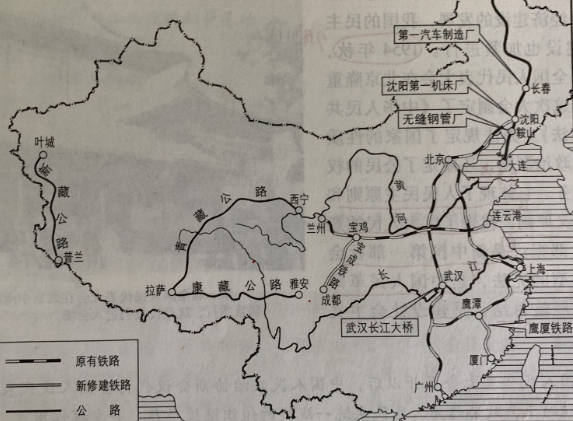 第一汽车制造厂
长春
沈阳第一机床厂
沈阳
无缝钢管厂
鞍山
大连
北京
叶城
新藏公路
普兰
青藏公路
西宁
兰州
黄河
宝鸡
连云港
宝成铁路
成都
拉萨
康藏公路
雅安
长江
武汉
上海
武汉长江大桥
鹰潭
鹰厦铁路
厦门
广州
原有铁路
新修建铁路
公路